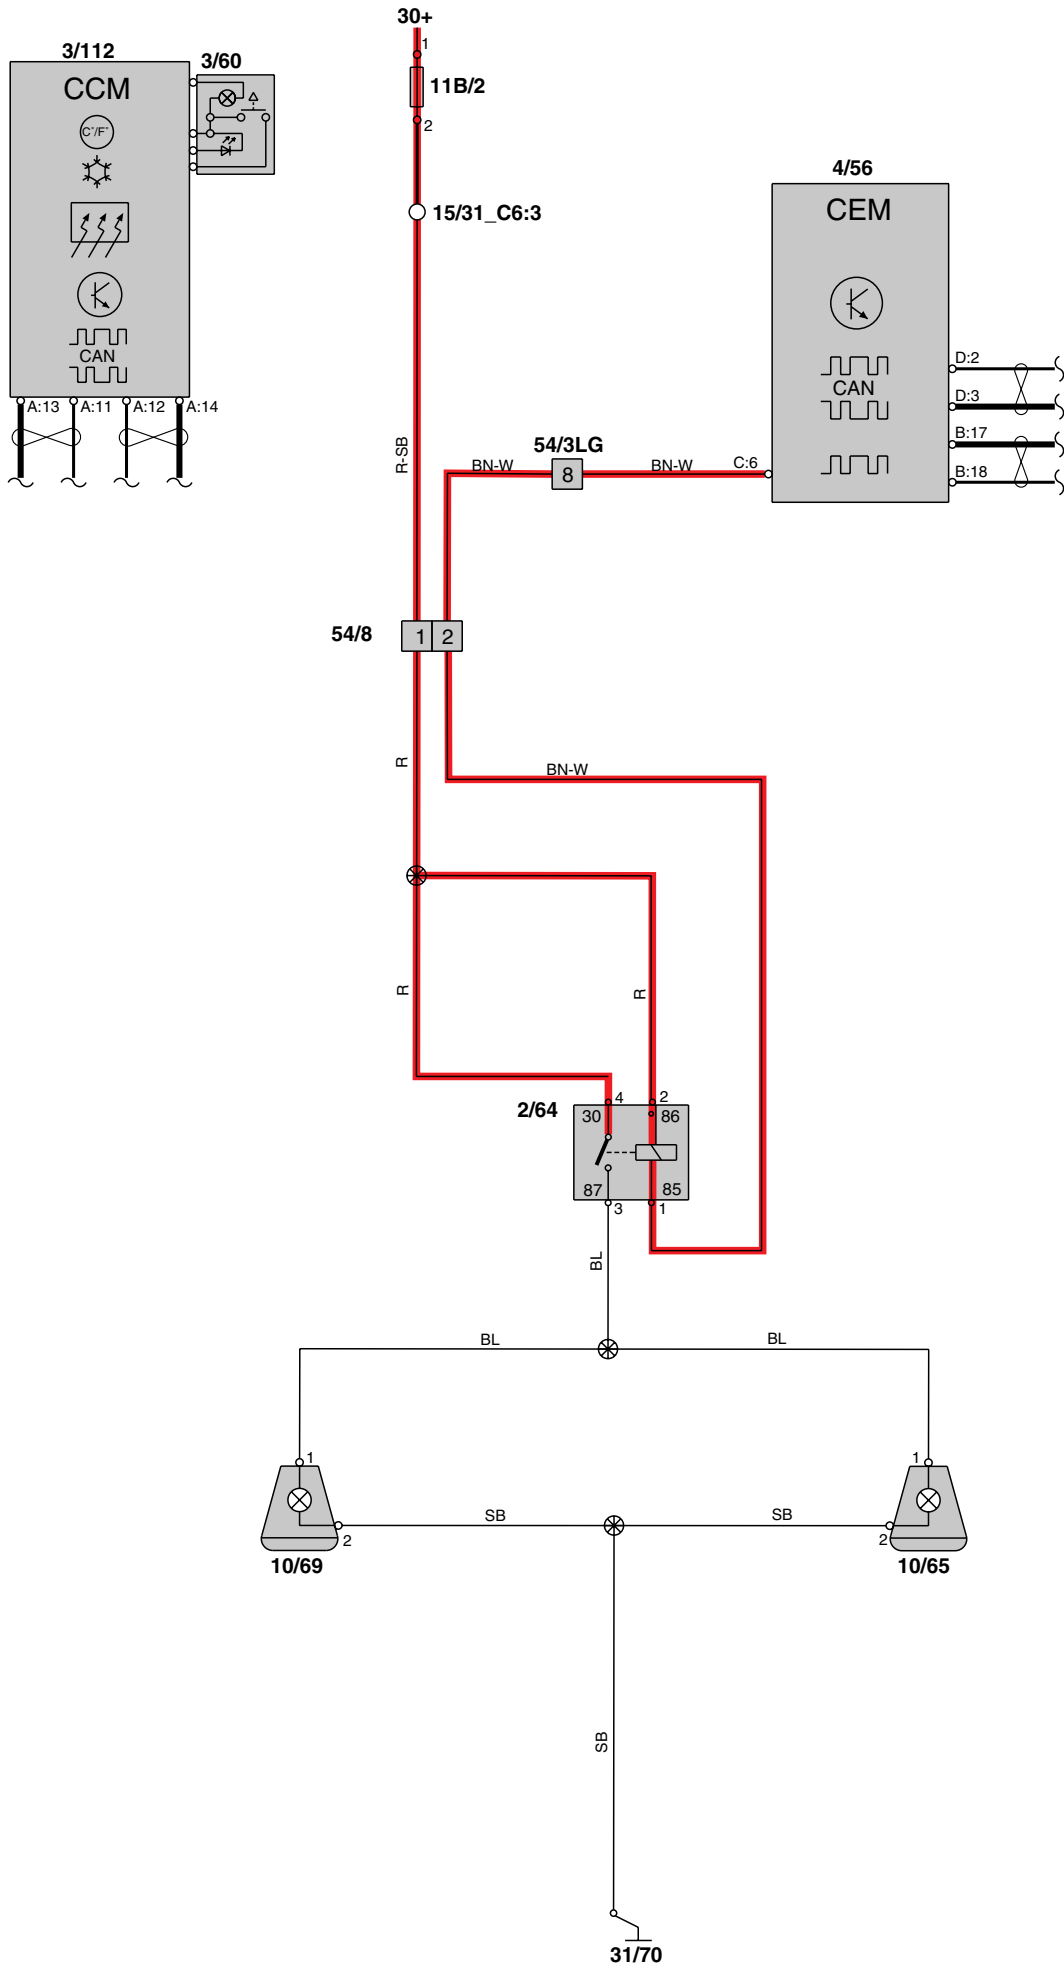 30+
1
3/112
3/60
CCM
11B/2
C°/F°
2
4/56
15/31_C6:3
CEM
CAN
D:2
CAN
A:13
A:11
A:12
A:14
D:3
B:17
54/3LG
R-SB
BN-W
8
BN-W
C:6
B:18
54/8
1
2
R
BN-W
R
R
2/64
4
2
30
86
87
85
3
1
BL
BL
BL
1
1
SB
SB
2
2
10/69
10/65
SB
31/70